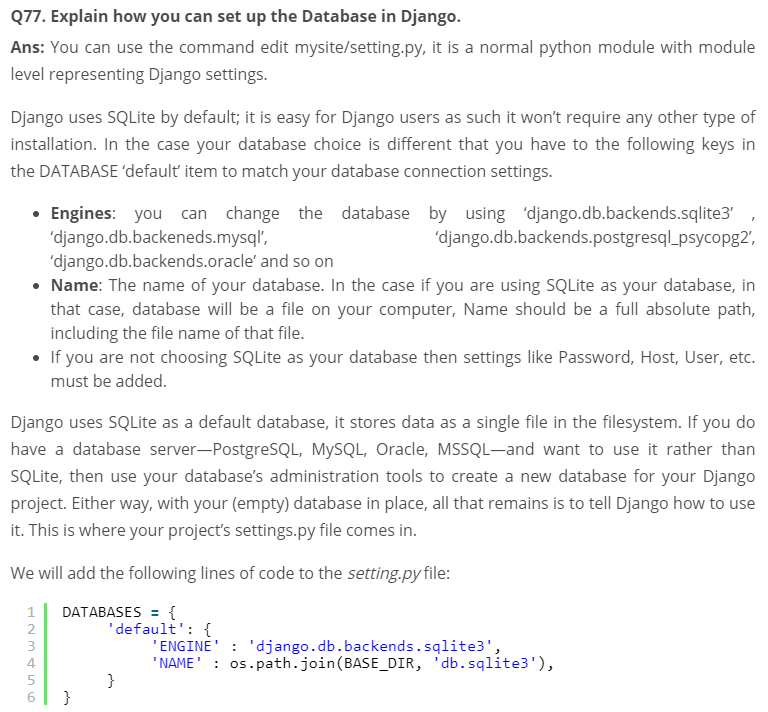 Q77. Explain how you can set up the Database in Django.
Ans: You can use the command edit mysite/setting.py, it is a normal python module with module
level representing Django settings.
Django uses SQLite by default; it is easy for Django users as such it won’t require any other type of
installation. In the case your database choice is different that you have to the following keys in
the DATABASE ‘default’ item to match your database connection settings.
• Engines: you can change the database by using ‘django.db.backends.sqlite3’ ,
‘django.db.backeneds.mysql’, ‘django.db.backends.postgresql_psycopg2’,
‘django.db.backends.oracle’ and so on
• Name: The name of your database. In the case if you are using SQLite as your database, in
that case, database will be a file on your computer, Name should be a full absolute path,
including the file name of that file.
• If you are not choosing SQLite as your database then settings like Password, Host, User, etc.
must be added.
Django uses SQLite as a default database, it stores data as a single file in the filesystem. If you do
have a database server—PostgreSQL, MySQL, Oracle, MSSQL—and want to use it rather than
SQLite, then use your database’s administration tools to create a new database for your Django
project. Either way, with your (empty) database in place, all that remains is to tell Django how to use
it. This is where your project’s settings.py file comes in.
We will add the following lines of code to the setting.py file:
1 DATABASES = {
2 'default': {
3 'ENGINE' : 'django.db.backends.sqlite3',
4 'NAME' : os.path.join(BASE_DIR, 'db.sqlite3'),
5 }
6 }